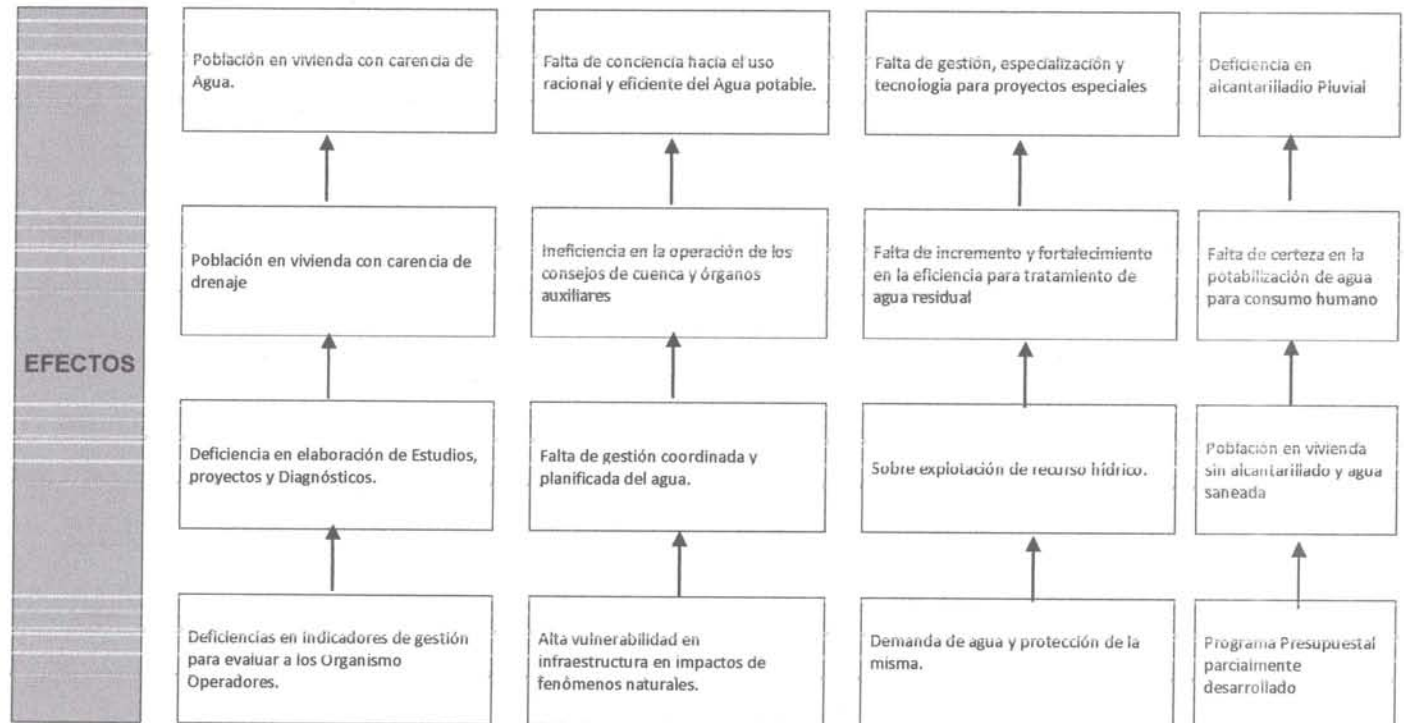 EFECTOS
Población en vivienda con carencia de
Agua.
Falta de conciencia hacia el uso
racional y eficiente del Agua potable.
Falta de gestión, especialización y
tecnología para proyectos especiales
Deficiencia en
alcantarilladio Pluvial
Población en vivienda con carencia de
drenaje
Ineficiencia en la operación de los
consejos de cuenca y órganos
auxiliares
Falta de incremento y fortalecimiento
en la eficiencia para tratamiento de
agua residual
Falta de certeza en la
potabilización de agua
para consumo humano
Deficiencia en elaboración de Estudios,
proyectos y Diagnósticos.
Falta de gestión coordinada y
planificada del agua.
Sobre explotación de recurso hídrico.
Población en vivienda
sin alcantarillado y agua
saneada
Deficiencias en indicadores de gestión
para evaluar a los Organismo
Operadores.
Alta vulnerabilidad en
infraestructura en impactos de
fenómenos naturales.
Demanda de agua y protección de la
misma.
Programa Presupuestal
parcialmente
desarrollado